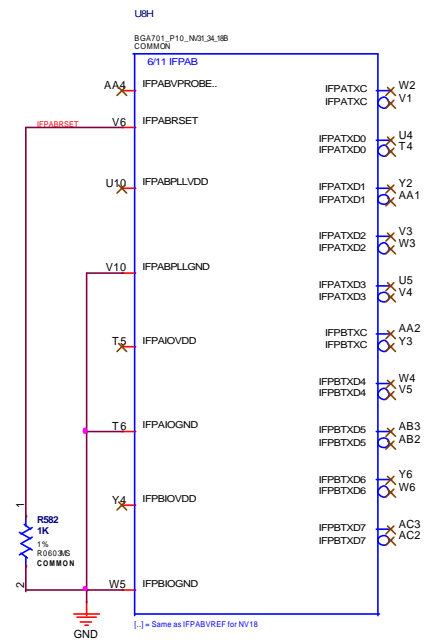 U8H
BGA701_P10_NV31_34_18B
COMMON
6/11 IFPAB
AA4 IFPABVPROBE..
V6 IFPABRSET
IFPABRSET
U10 IFPABPLLVDD
V10 IFPABPLLGND
T5 IFPAIOVDD
T6 IFPAIOGND
Y4 IFPBIOVDD
W5 IFPBIOGND
IFPATXC W2
IFPATXC V1
IFPATXD0 U4
IFPATXD0 T4
IFPATXD1 Y2
IFPATXD1 AA1
IFPATXD2 V3
IFPATXD2 W3
IFPATXD3 U5
IFPATXD3 V4
IFPBTXC AA2
IFPBTXC Y3
IFPBTXD4 W4
IFPBTXD4 V5
IFPBTXD5 AB3
IFPBTXD5 AB2
IFPBTXD6 Y6
IFPBTXD6 W6
IFPBTXD7 AC3
IFPBTXD7 AC2
1
R582
1K
1%
R0603MS
COMMON
2
GND
[..] = Same as IFPABVREF for NV18